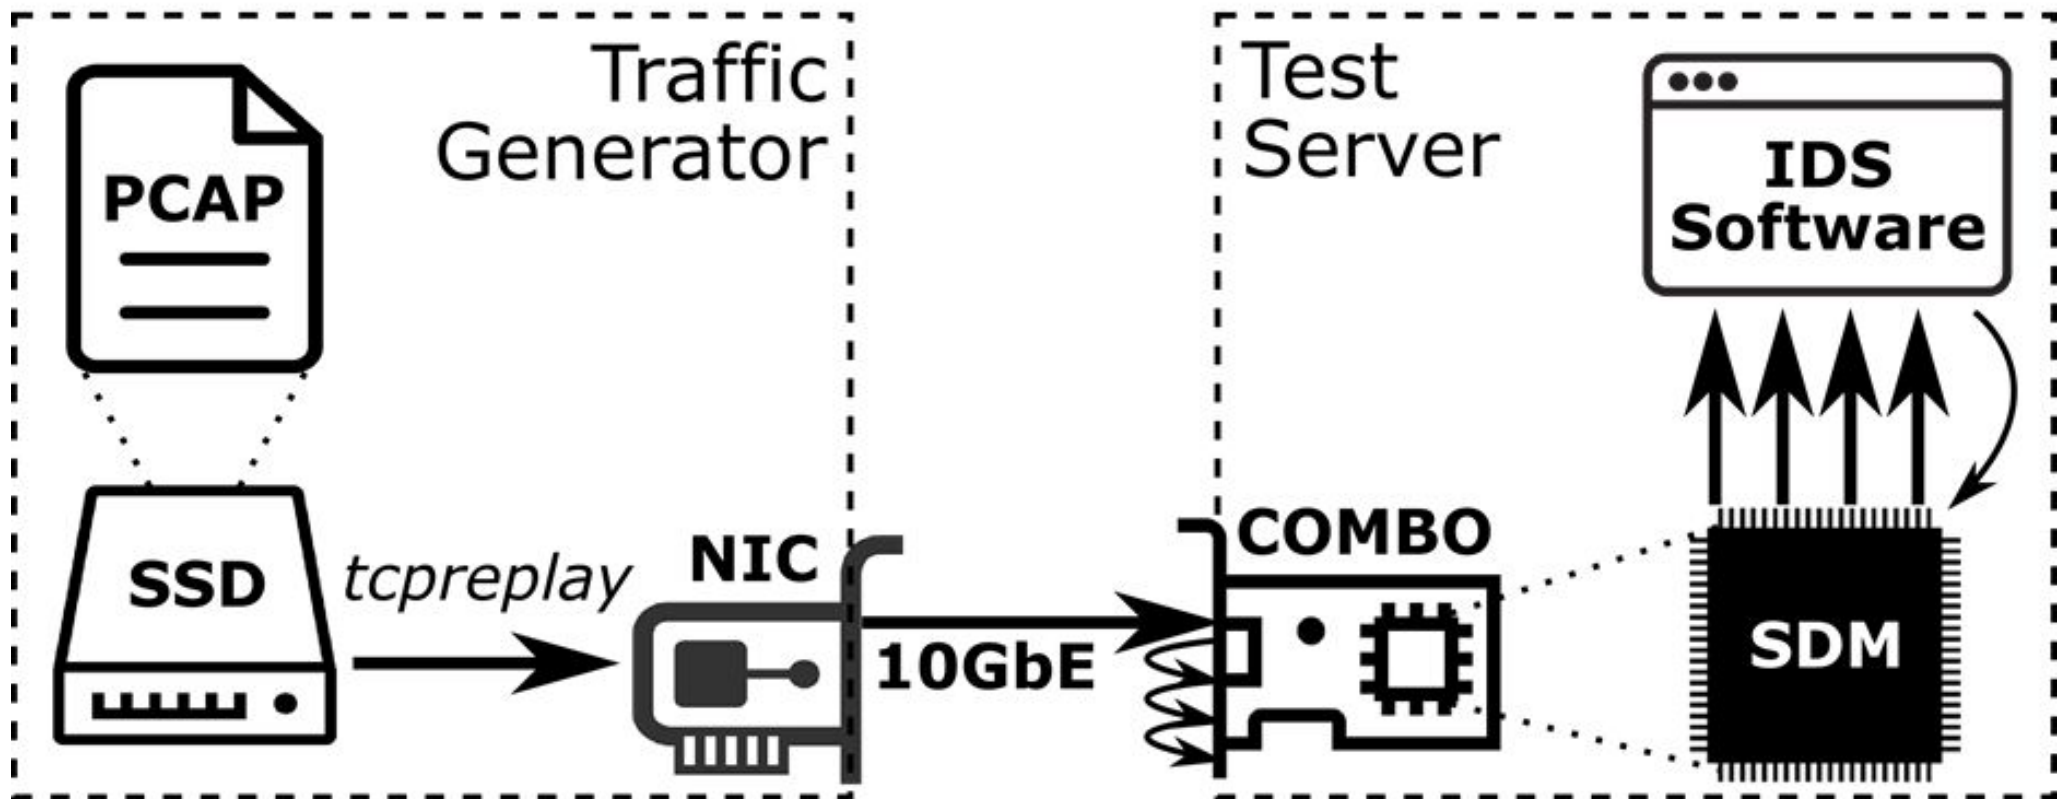 Traffic
Generator
PCAP
SSD
tcpreplay
NIC
10GbE
Test
Server
IDS
Software
COMBO
SDM